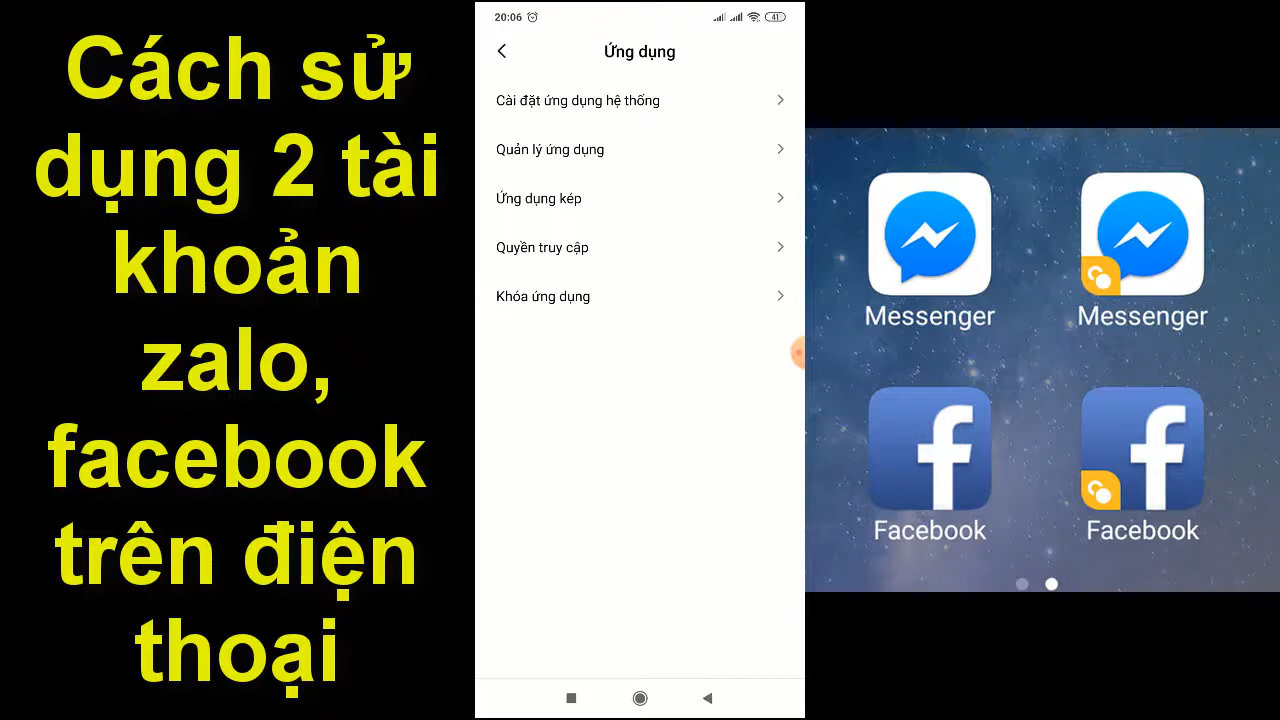 Cách sử
dụng 2 tài
khoản
zalo,
facebook
trên điện
thoại
20:06
41
Ứng dụng
Cài đặt ứng dụng hệ thống
Quản lý ứng dụng
Ứng dụng kép
Quyền truy cập
Khóa ứng dụng
Messenger
Messenger
Facebook
Facebook